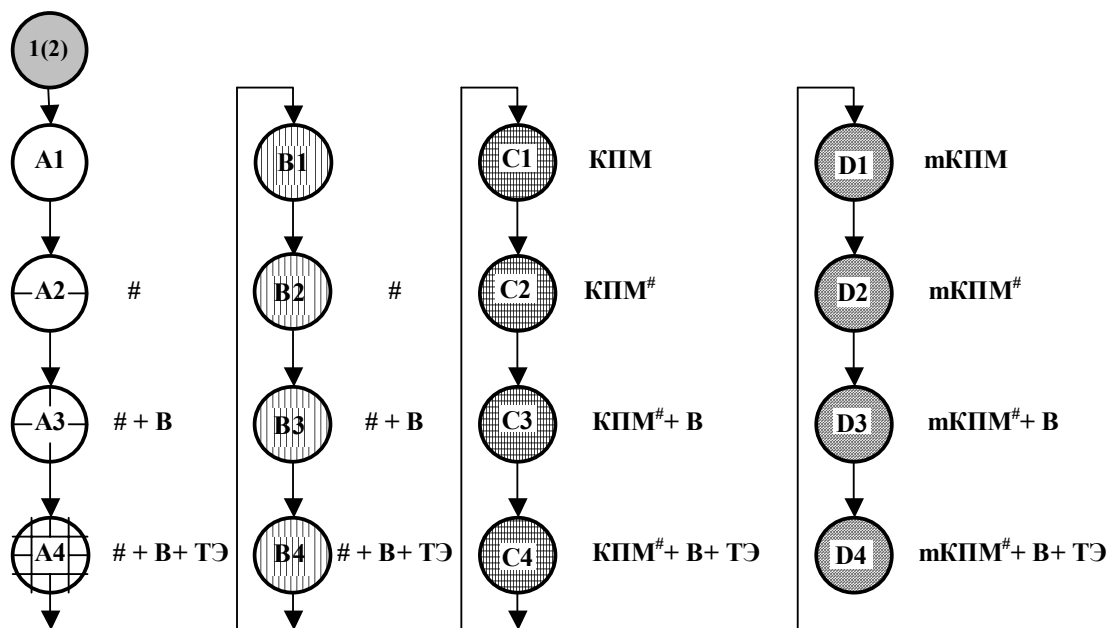 1(2)
A1 B1 C1 КПМ D1 mКПМ
A2 # B2 # C2 КПМ# D2 mКПМ#
A3 # + В B3 # + В C3 КПМ#+ В D3 mКПМ#+ В
A4 # + В+ ТЭ B4 # + В+ ТЭ C4 КПМ#+ В+ ТЭ D4 mКПМ#+ В+ ТЭ